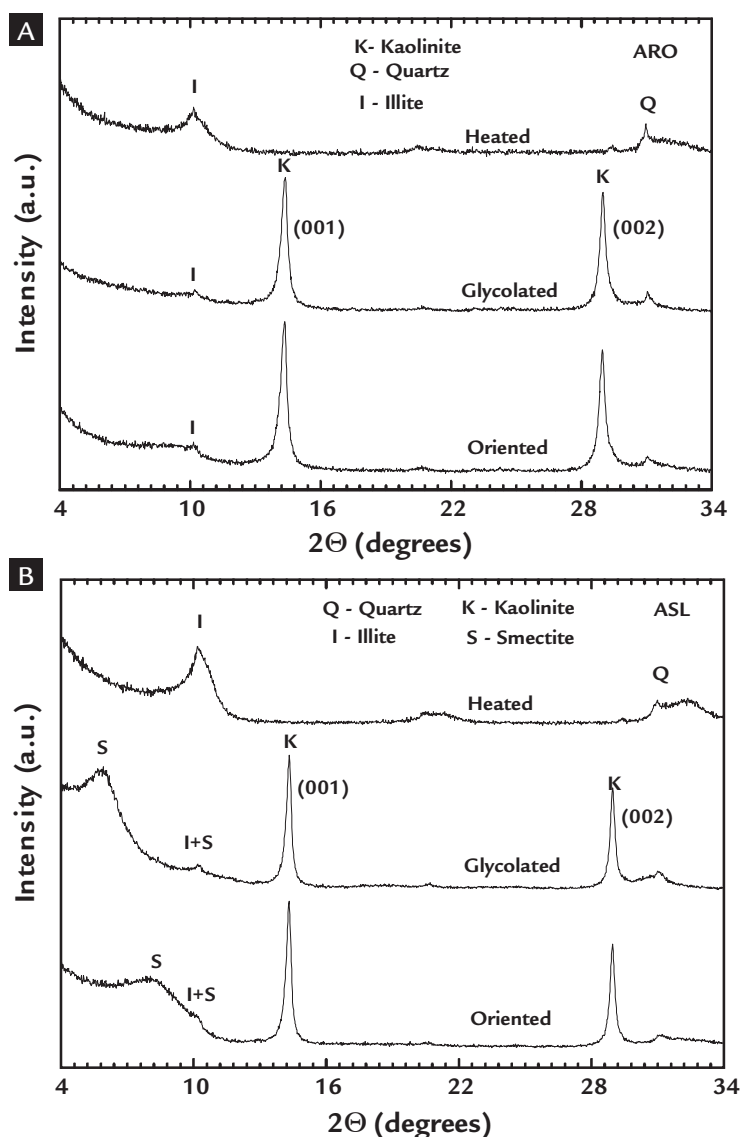 A
K- Kaolinite
ARO
Q - Quartz
I - Illite
I
Q
Heated
K
K
(001)
(002)
I
Glycolated
I
Oriented
Intensity (a.u.)
4 10 16 22 28 34
2Θ (degrees)
B
Q - Quartz K - Kaolinite ASL
I - Illite S - Smectite
I
Q
Heated
S
K
K
(001)
(002)
I+S
Glycolated
S
I+S
Oriented
Intensity (a.u.)
4 10 16 22 28 34
2Θ (degrees)